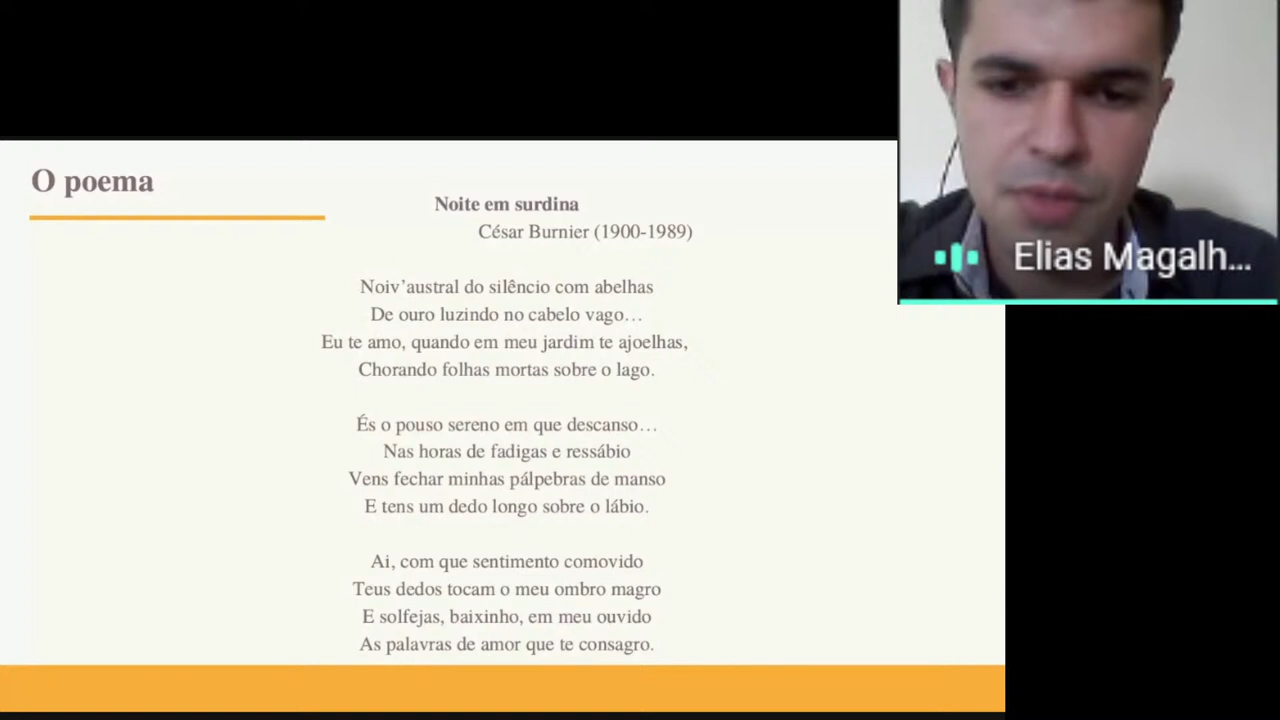 O poema
Noite em surdina
César Burnier (1900-1989)
Noiv’austral do silêncio com abelhas
De ouro luzindo no cabelo vago…
Eu te amo, quando em meu jardim te ajoelhas,
Chorando folhas mortas sobre o lago.
És o pouso sereno em que descanso…
Nas horas de fadigas e ressábio
Vens fechar minhas pálpebras de manso
E tens um dedo longo sobre o lábio.
Ai, com que sentimento comovido
Teus dedos tocam o meu ombro magro
E solfejas, baixinho, em meu ouvido
As palavras de amor que te consagro.
Elias Magalh...